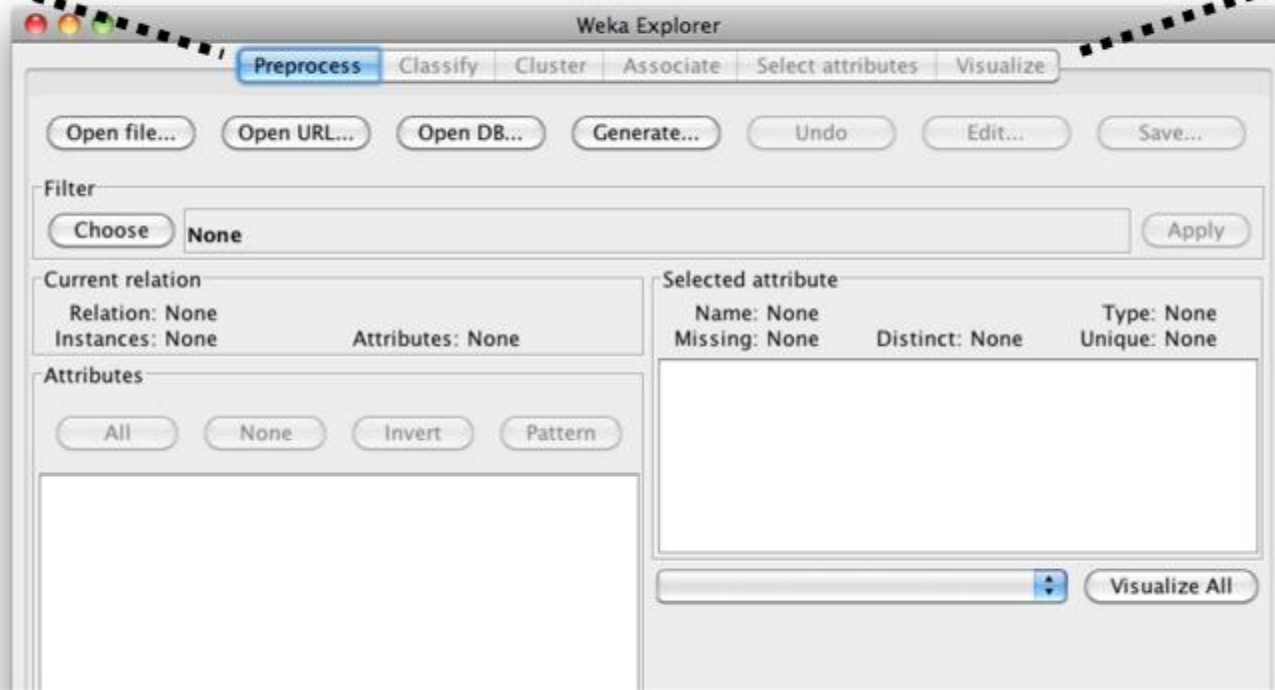 Weka Explorer
Preprocess Classify Cluster Associate Select attributes Visualize
Open file... Open URL... Open DB... Generate... Undo Edit... Save...
Filter
Choose None Apply
Current relation
Relation: None
Instances: None Attributes: None
Selected attribute
Name: None Type: None
Missing: None Distinct: None Unique: None
Attributes
All None Invert Pattern
Visualize All